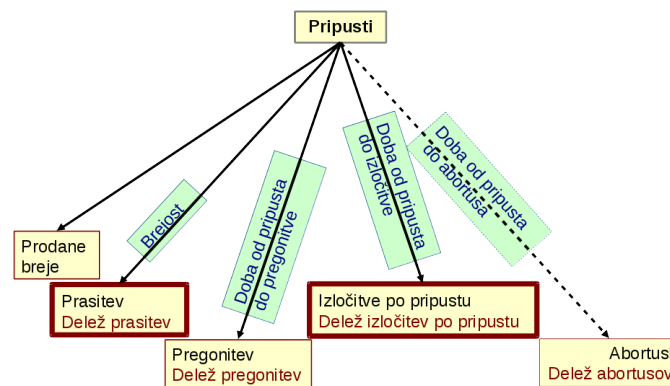 Pripusti
Brejost
Doba od pripusta
do pregonitve
Doba od pripusta
do izločitve
Doba od pripusta
do abortusa
Prodane
breje
Prasitev
Delež prasitev
Pregonitev
Delež pregonitev
Izločitve po pripustu
Delež izločitev po pripustu
Abortus
Delež abortusov